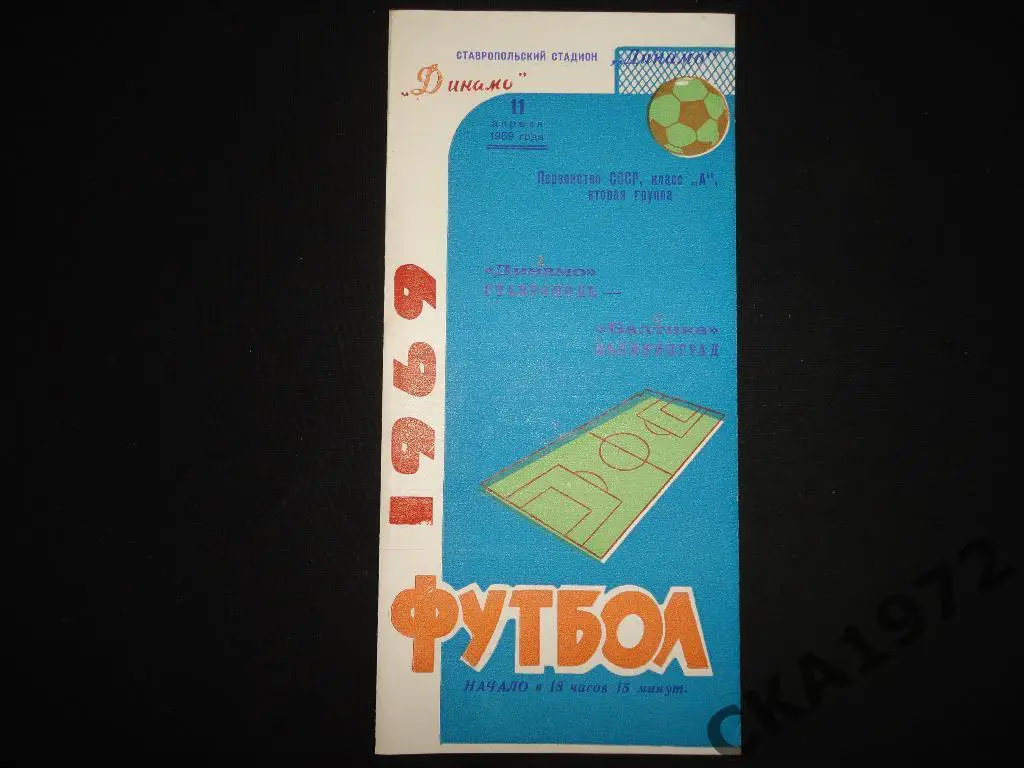 СТАВРОПОЛЬСКИЙ СТАДИОН „Динамо"
„Динамо"
11
апреля
1969 года
Первенство СССР, класс „А",
вторая группа
«Динамо»
СТАВРОПОЛЬ —
«Балтика»
КАЛИНИНГРАД
1969
ФУТБОЛ
НАЧАЛО в 18 часов 15 минут.
СКА1972